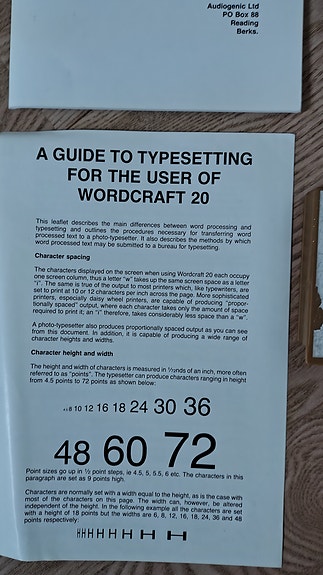 Audiogenic Ltd
PO Box 88
Reading
Berks.
A GUIDE TO TYPESETTING
FOR THE USER OF
WORDCRAFT 20
This leaflet describes the main differences between word processing and
typesetting and outlines the procedures necessary for transferring word
processed text to a photo-typesetter. It also describes the methods by which
word processed text may be submitted to a bureau for typesetting.
Character spacing
The characters displayed on the screen when using Wordcraft 20 each occupy
one screen column, thus a letter "w" takes up the same screen space as a letter
"i". The same is true of the output to most printers which, like typewriters, are
set to print at 10 or 12 characters per inch across the page. More sophisticated
printers, especially daisy wheel printers, are capable of doing "propor-
tionally spaced" output, where each character takes only the amount of space
required to print it; an "i" therefore, takes considerably less space than a "w".
A photo-typesetter also produces proportionally spaced output as you can see
from this document. In addition, it is capable of producing a wide range of
character heights and widths.
Character height and width
The height and width of characters is measured in ½nds of an inch, more often
referred to as "points". The typesetter can produce characters ranging in height
from 4.5 points to 72 points as shown below:
8 10 12 16 18 24 30 36
48 60 72
Point sizes go up in ½ point steps, ie 4.5, 5, 5.5, 6 etc. The characters in this
paragraph are set as 9 points high.
Characters are normally set with a width equal to the height, as is the case with
most of the characters on this page. The width can, however, be altered
independent of the height. In the following example all the characters are set
with a height of 18 points but the widths are 6, 8, 12, 16, 18, 24, 36 and 48
points respectively:
H H H H H H H H